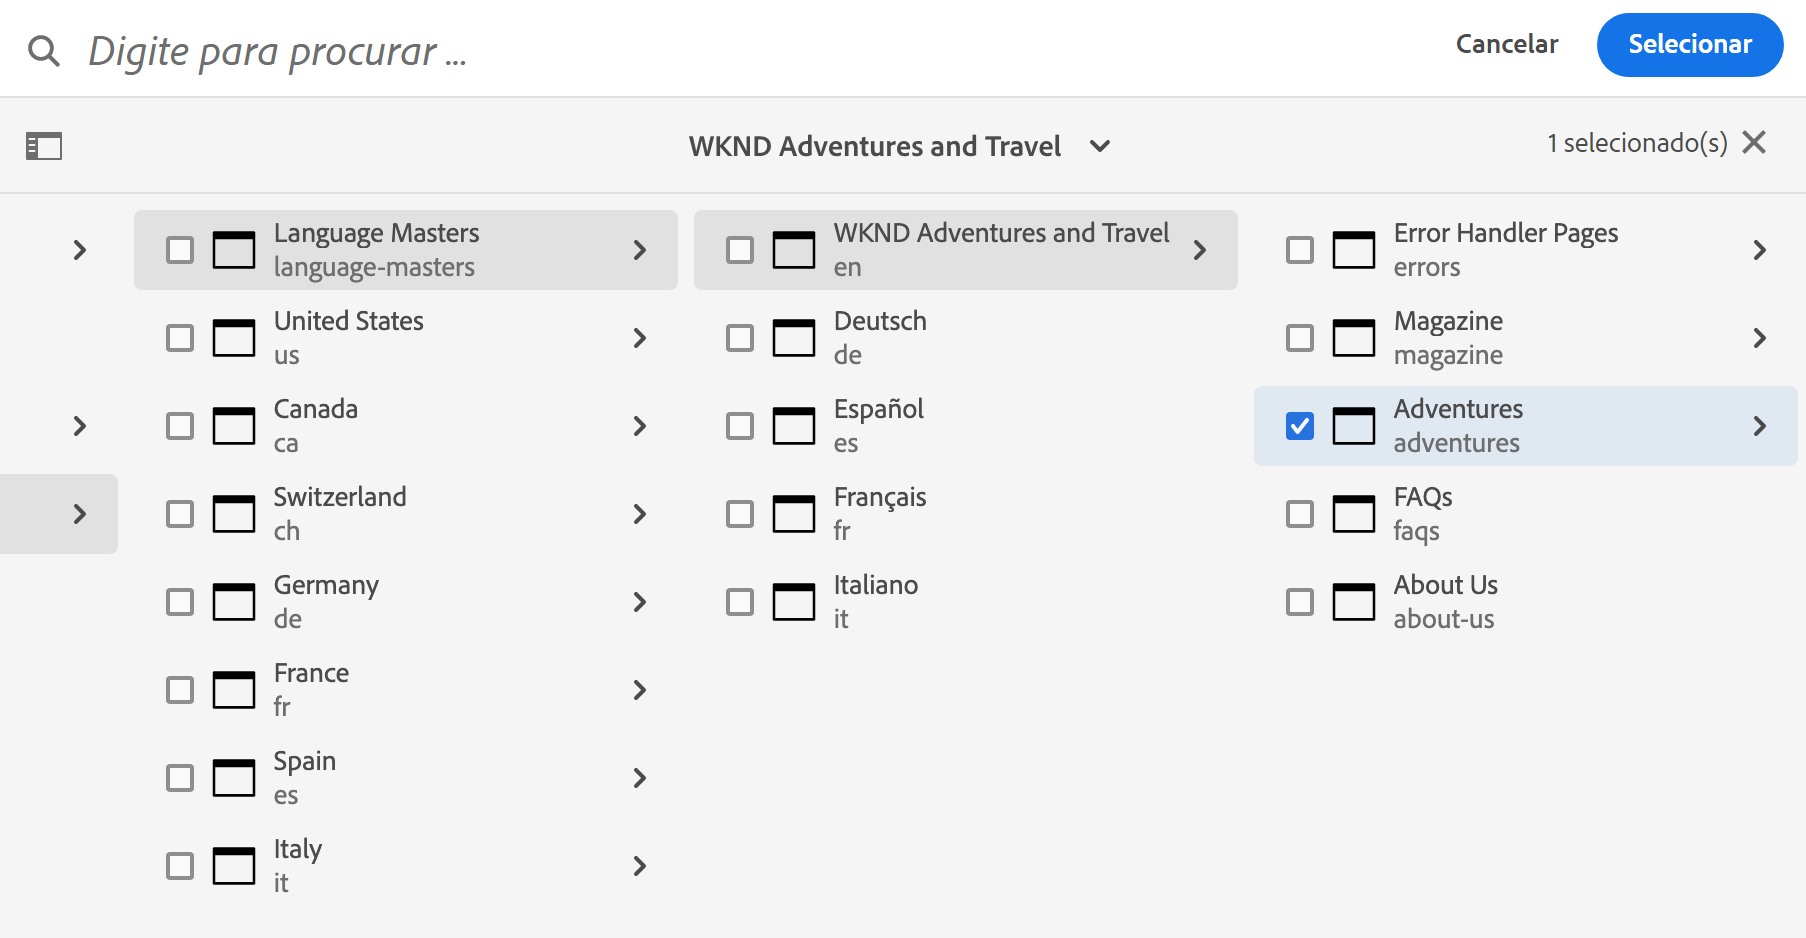 Digite para procurar ...
Cancelar
Selecionar
WKND Adventures and Travel
1 selecionado(s)
Language Masters
language-masters
United States
us
Canada
ca
Switzerland
ch
Germany
de
France
fr
Spain
es
Italy
it
WKND Adventures and Travel
en
Deutsch
de
Español
es
Français
fr
Italiano
it
Error Handler Pages
errors
Magazine
magazine
Adventures
adventures
FAQs
faqs
About Us
about-us